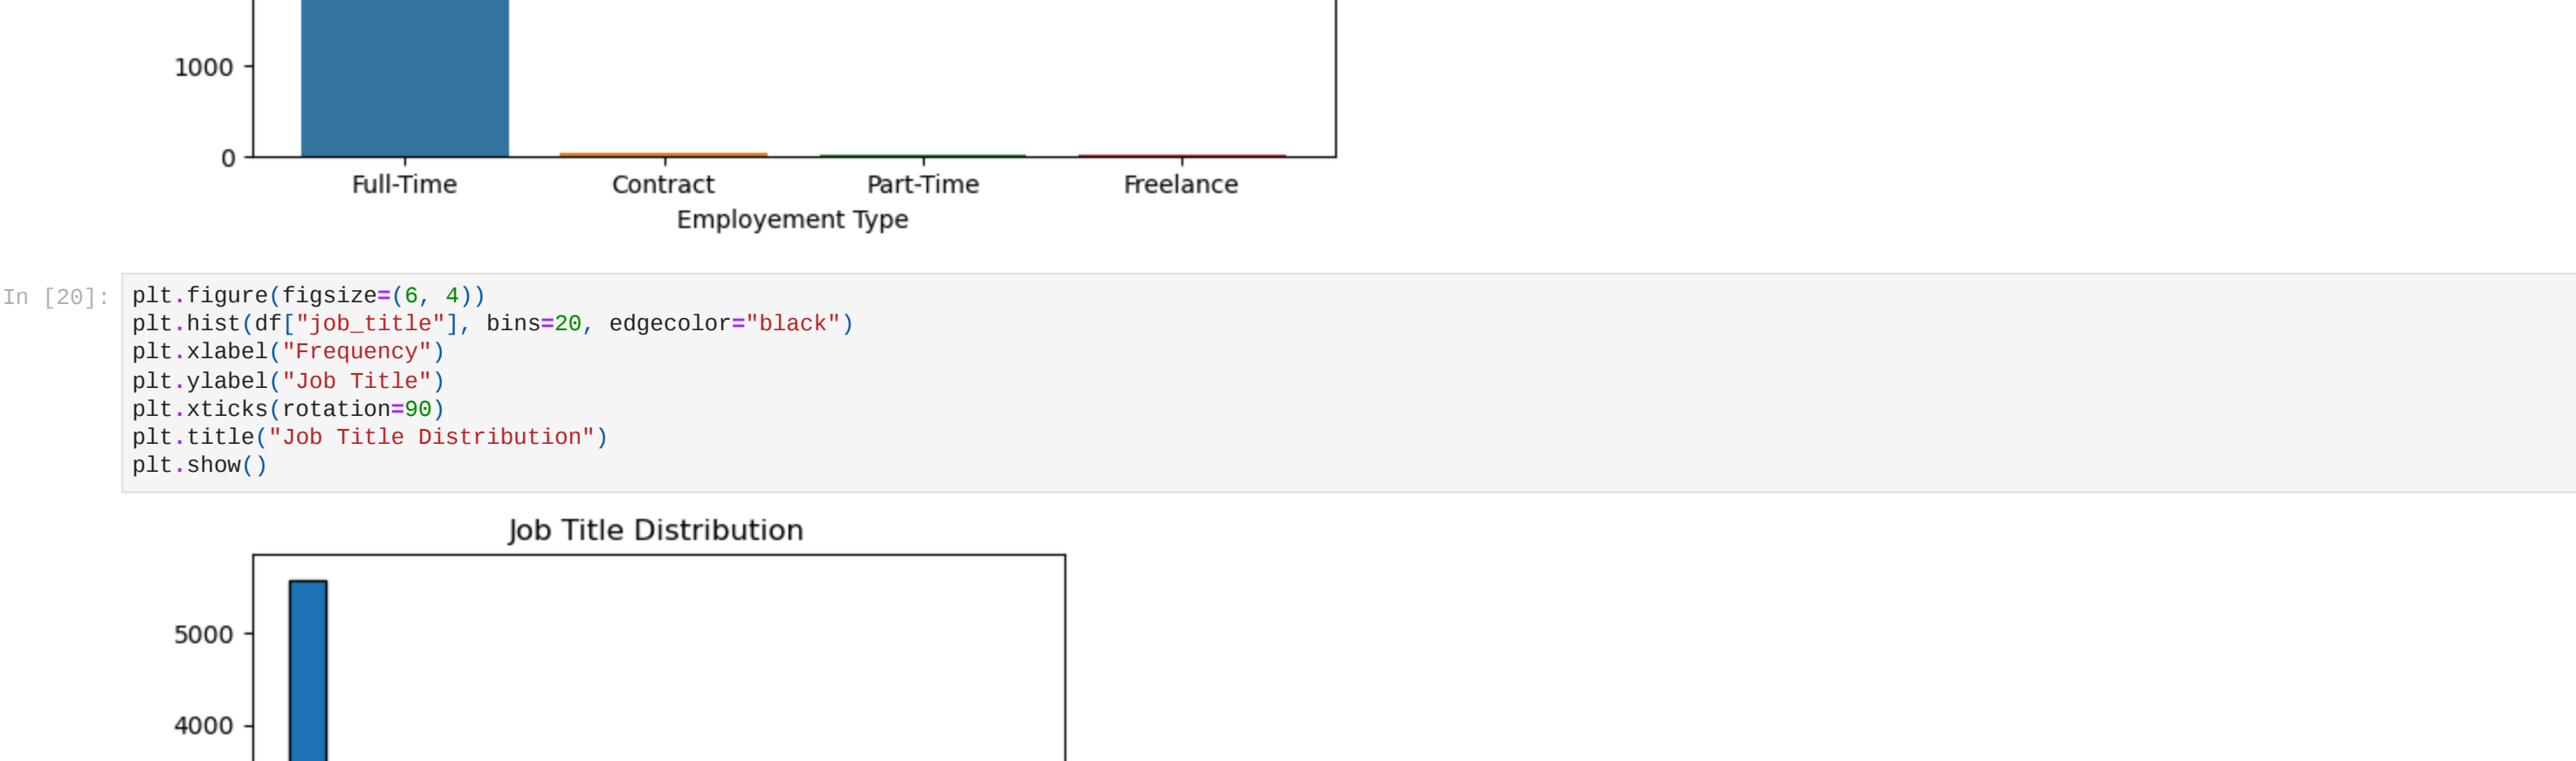 1000
0
Full-Time Contract Part-Time Freelance
Employement Type
In [20]:
plt.figure(figsize=(6, 4))
plt.hist(df["job_title"], bins=20, edgecolor="black")
plt.xlabel("Frequency")
plt.ylabel("Job Title")
plt.xticks(rotation=90)
plt.title("Job Title Distribution")
plt.show()
Job Title Distribution
5000
4000